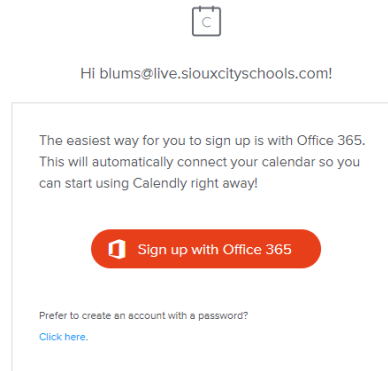 C
Hi blums@live.siouxcityschools.com!
The easiest way for you to sign up is with Office 365.
This will automatically connect your calendar so you
can start using Calendly right away!
Sign up with Office 365
Prefer to create an account with a password?
Click here.